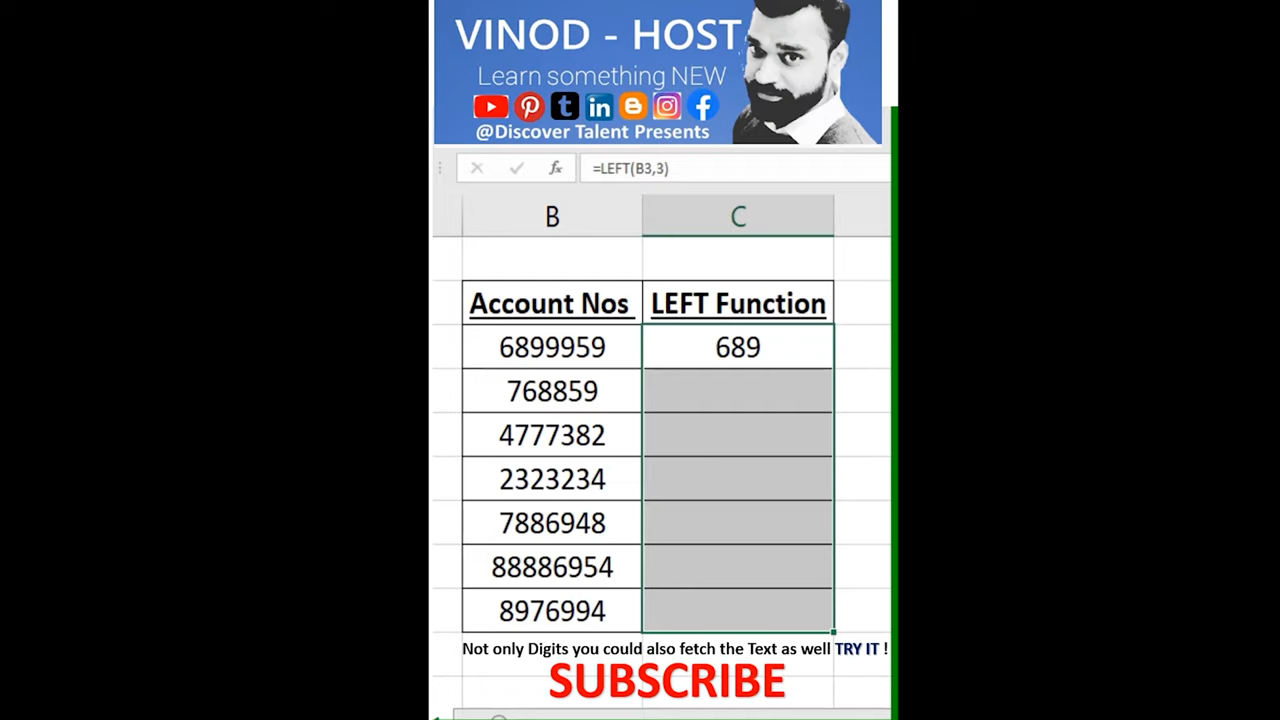 VINOD - HOST
Learn something NEW
@Discover Talent Presents
fx =LEFT(B3,3)
B C
Account Nos LEFT Function
6899959 689
768859
4777382
2323234
7886948
88886954
8976994
Not only Digits you could also fetch the Text as well TRY IT !
SUBSCRIBE